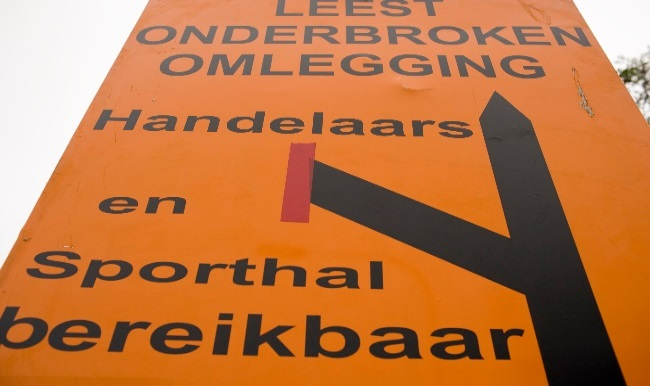 LEEST
ONDERBROKEN
OMLEGGING
Handelaars
en
Sporthal
bereikbaar